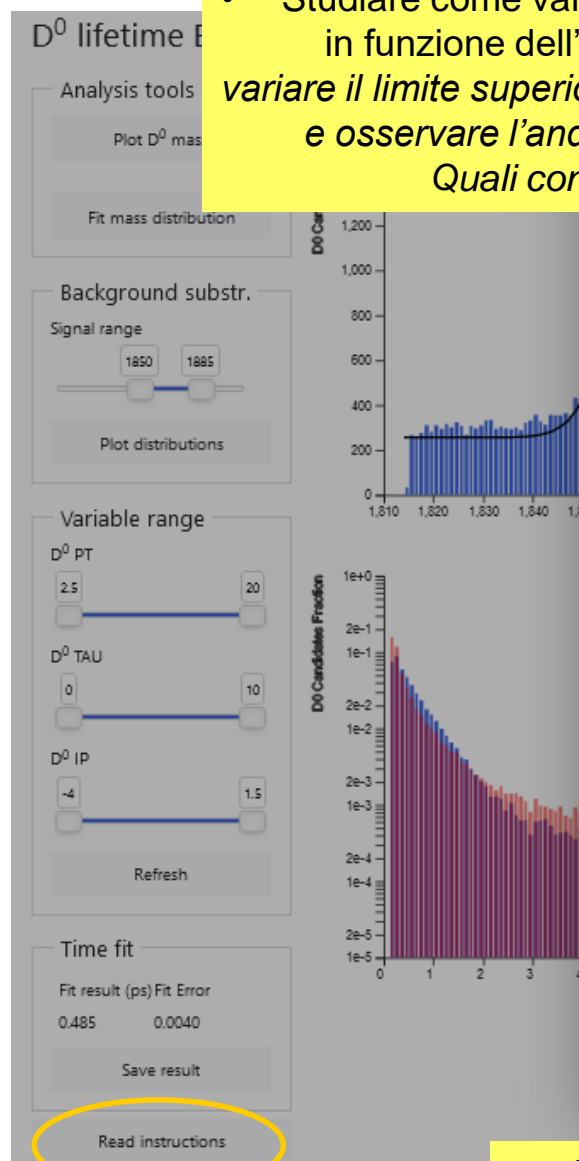 • Studiare come
in funzione dell'
variare il limite
e osservare
Quali
D⁰ lifetime
Analysis tools
Plot D⁰
Fit mass distribution
Background substr.
Signal range
1850 1885
Plot distributions
Variable range
D⁰ PT
2.5 20
D⁰ TAU
0 10
D⁰ IP
-4 1.5
Refresh
Time fit
Fit result (ps) Fit Error
0.485 0.0040
Save result
Read instructions
1,200
1,000
800
600
400
200
0
1,810 1,820 1,830 1,840
D0 Candidates Fraction
1e+0
2e-1
1e-1
2e-2
1e-2
2e-3
1e-3
2e-4
1e-4
2e-5
1e-5
0 1 2 3